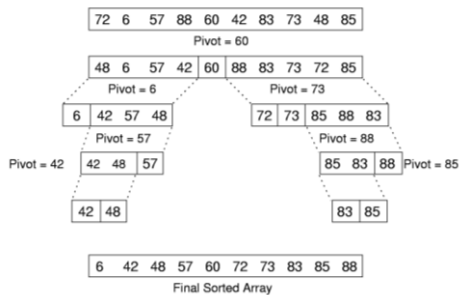 72 6 57 88 60 42 83 73 48 85
Pivot = 60
48 6 57 42 60 88 83 73 72 85
Pivot = 6 Pivot = 73
6 42 57 48 72 73 85 88 83
Pivot = 57 Pivot = 88
Pivot = 42 42 48 57 85 83 88 Pivot = 85
42 48 83 85
6 42 48 57 60 72 73 83 85 88
Final Sorted Array